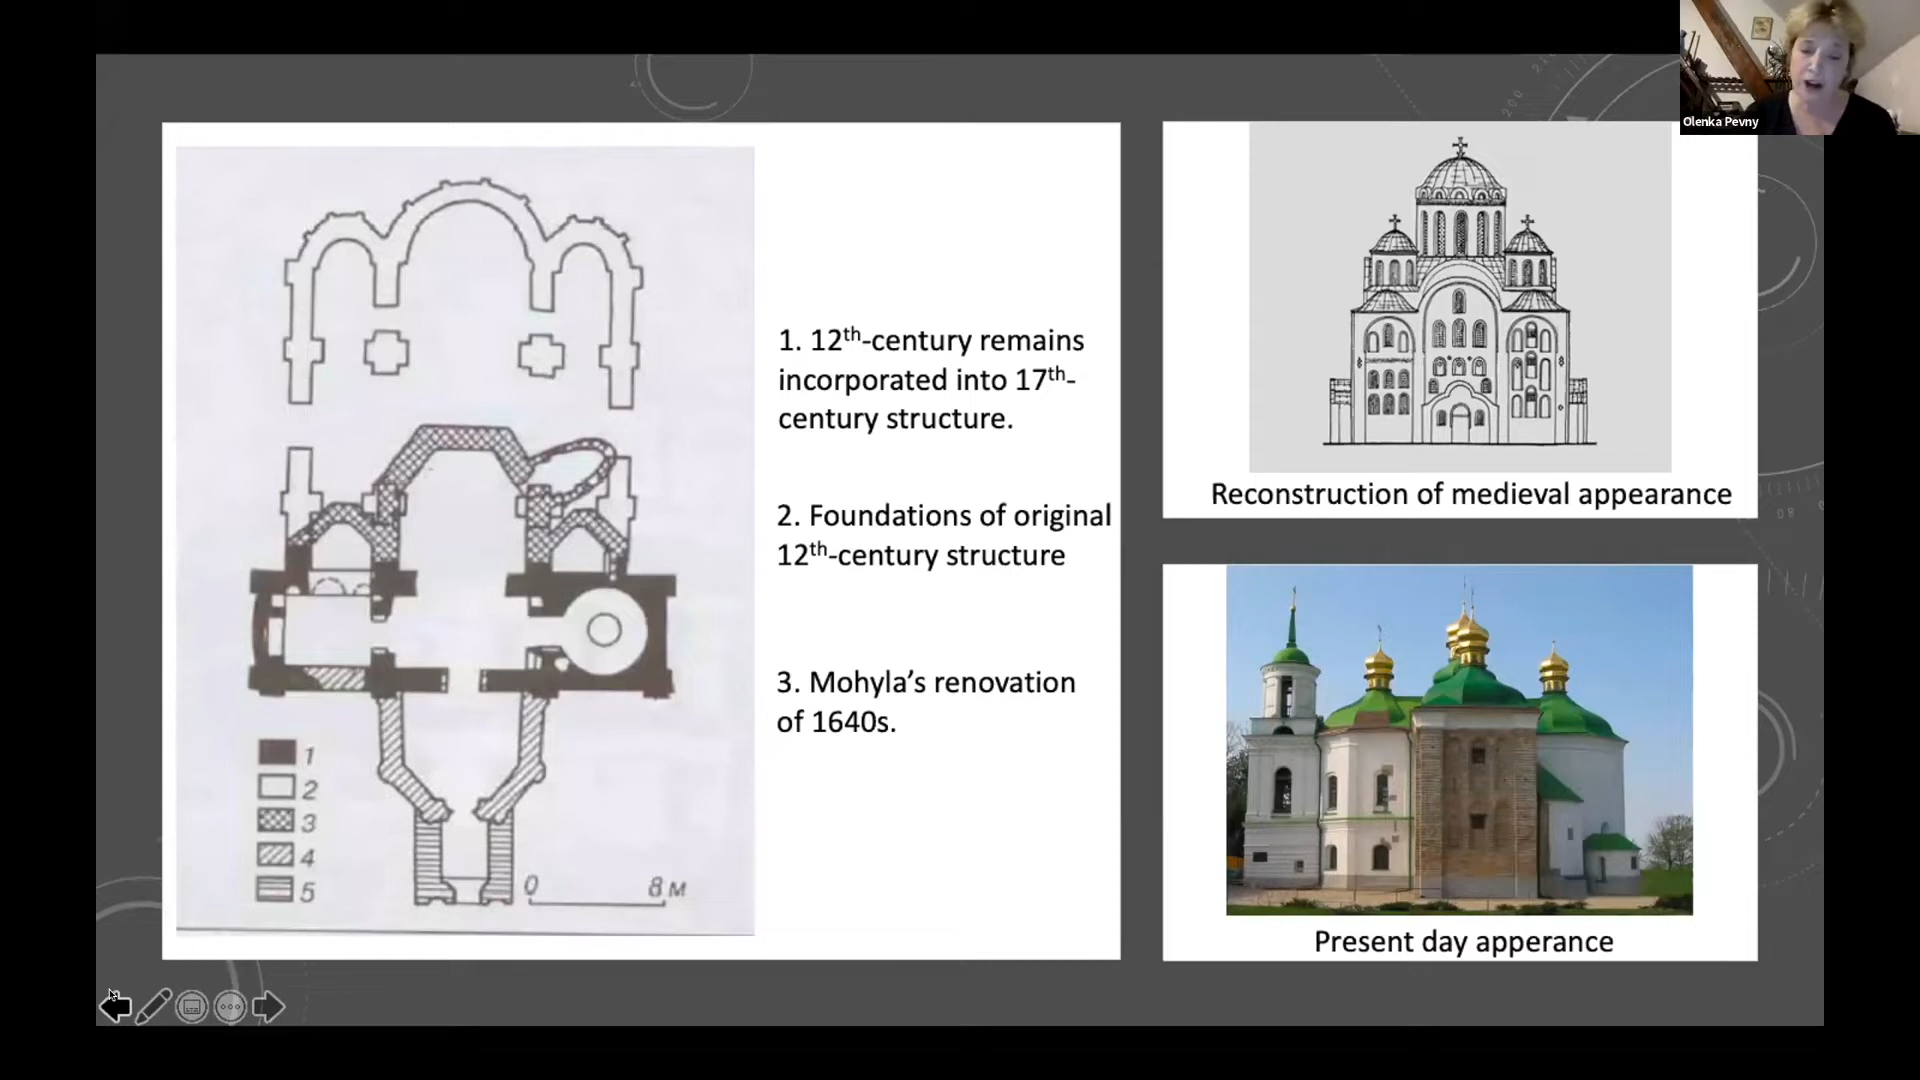 Olenka Pevny
1. 12th-century remains
incorporated into 17th-
century structure.
2. Foundations of original
12th-century structure
3. Mohyla’s renovation
of 1640s.
1
2
3
4
5
0 8 м
Reconstruction of medieval appearance
Present day apperance